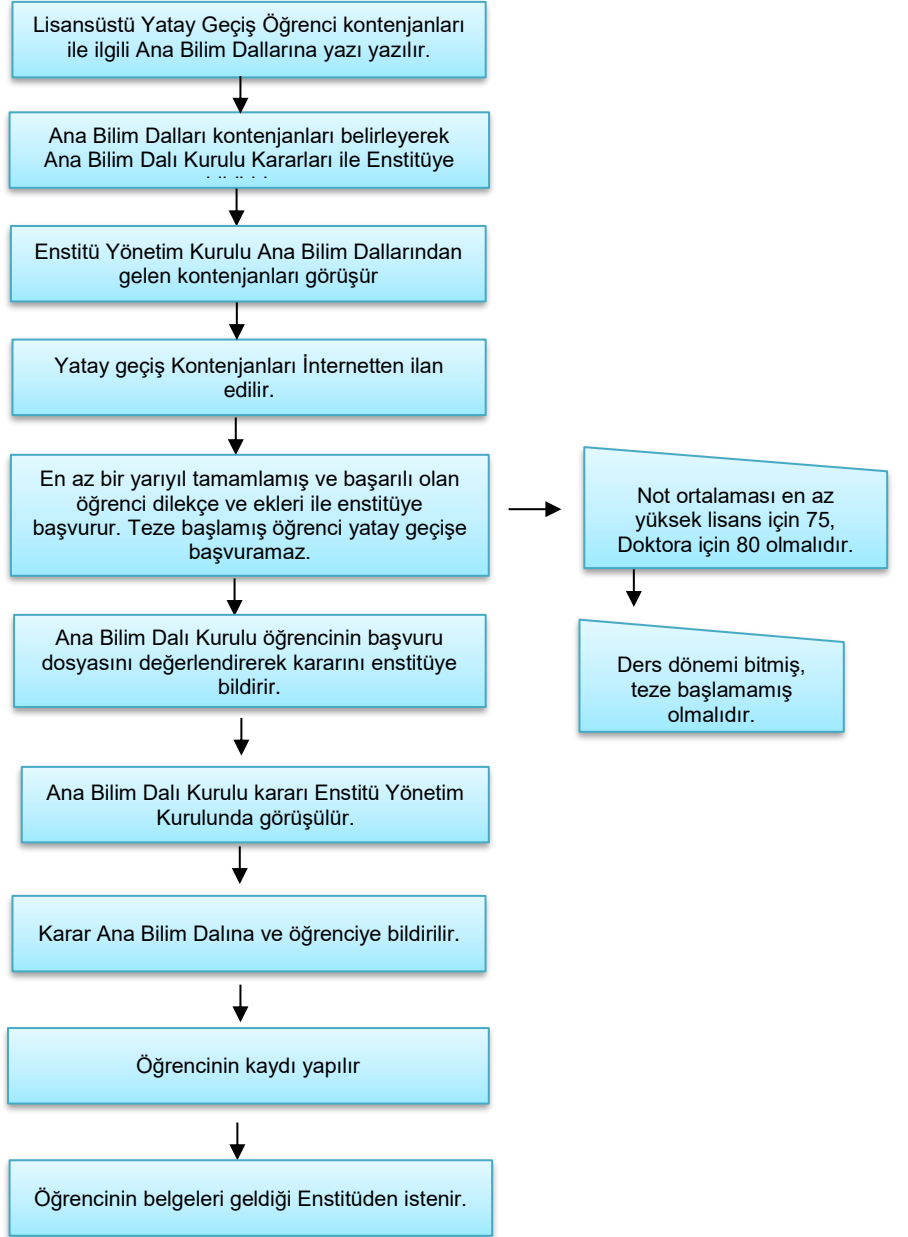 Lisansüstü Yatay Geçiş Öğrenci kontenjanları
ile ilgili Ana Bilim Dallarına yazı yazılır.
Ana Bilim Dalları kontenjanları belirleyerek
Ana Bilim Dalı Kurulu Kararları ile Enstitüye
Enstitü Yönetim Kurulu Ana Bilim Dallarından
gelen kontenjanları görüşür
Yatay geçiş Kontenjanları İnternetten ilan
edilir.
En az bir yarıyıl tamamlamış ve başarılı olan
öğrenci dilekçe ve ekleri ile enstitüye
başvurur. Teze başlamış öğrenci yatay geçişe
başvuramaz.
Not ortalaması en az
yüksek lisans için 75,
Doktora için 80 olmalıdır.
Ders dönemi bitmiş,
teze başlamamış
olmalıdır.
Ana Bilim Dalı Kurulu öğrencinin başvuru
dosyasını değerlendirerek kararını enstitüye
bildirir.
Ana Bilim Dalı Kurulu kararı Enstitü Yönetim
Kurulunda görüşülür.
Karar Ana Bilim Dalına ve öğrenciye bildirilir.
Öğrencinin kaydı yapılır
Öğrencinin belgeleri geldiği Enstitüden istenir.